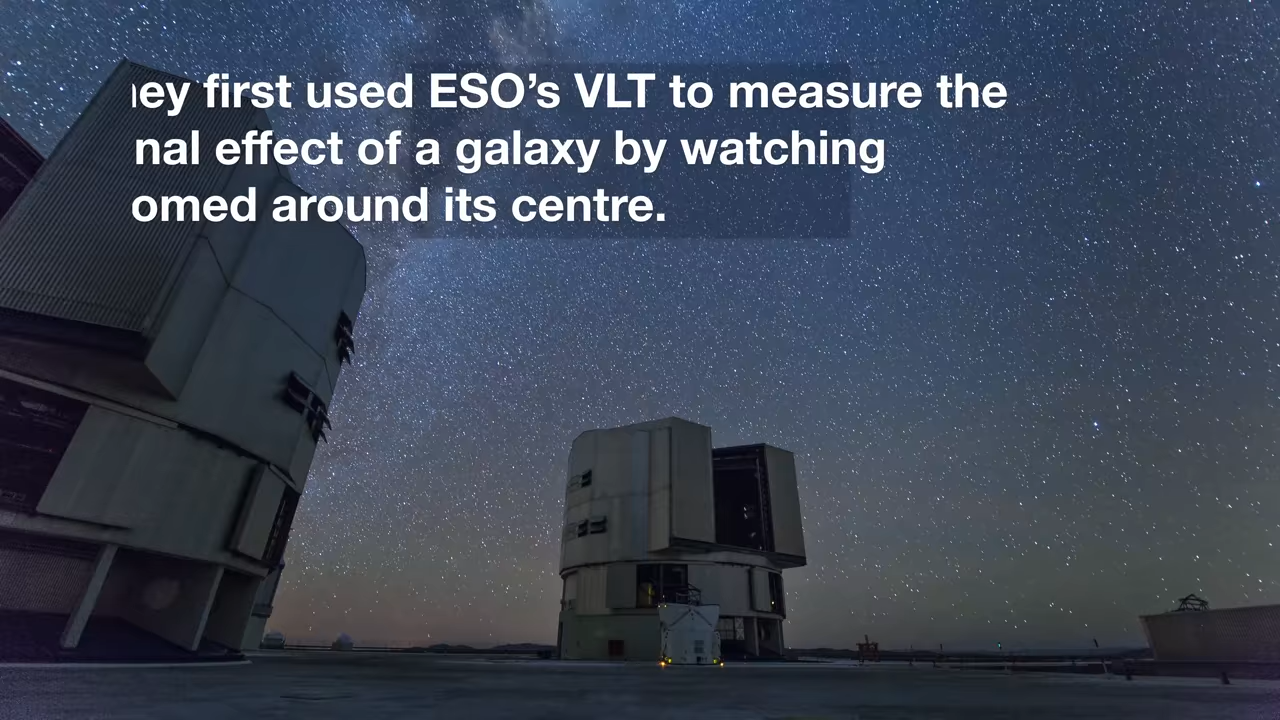 ey first used ESO’s VLT to measure the
nal effect of a galaxy by watching
omed around its centre.